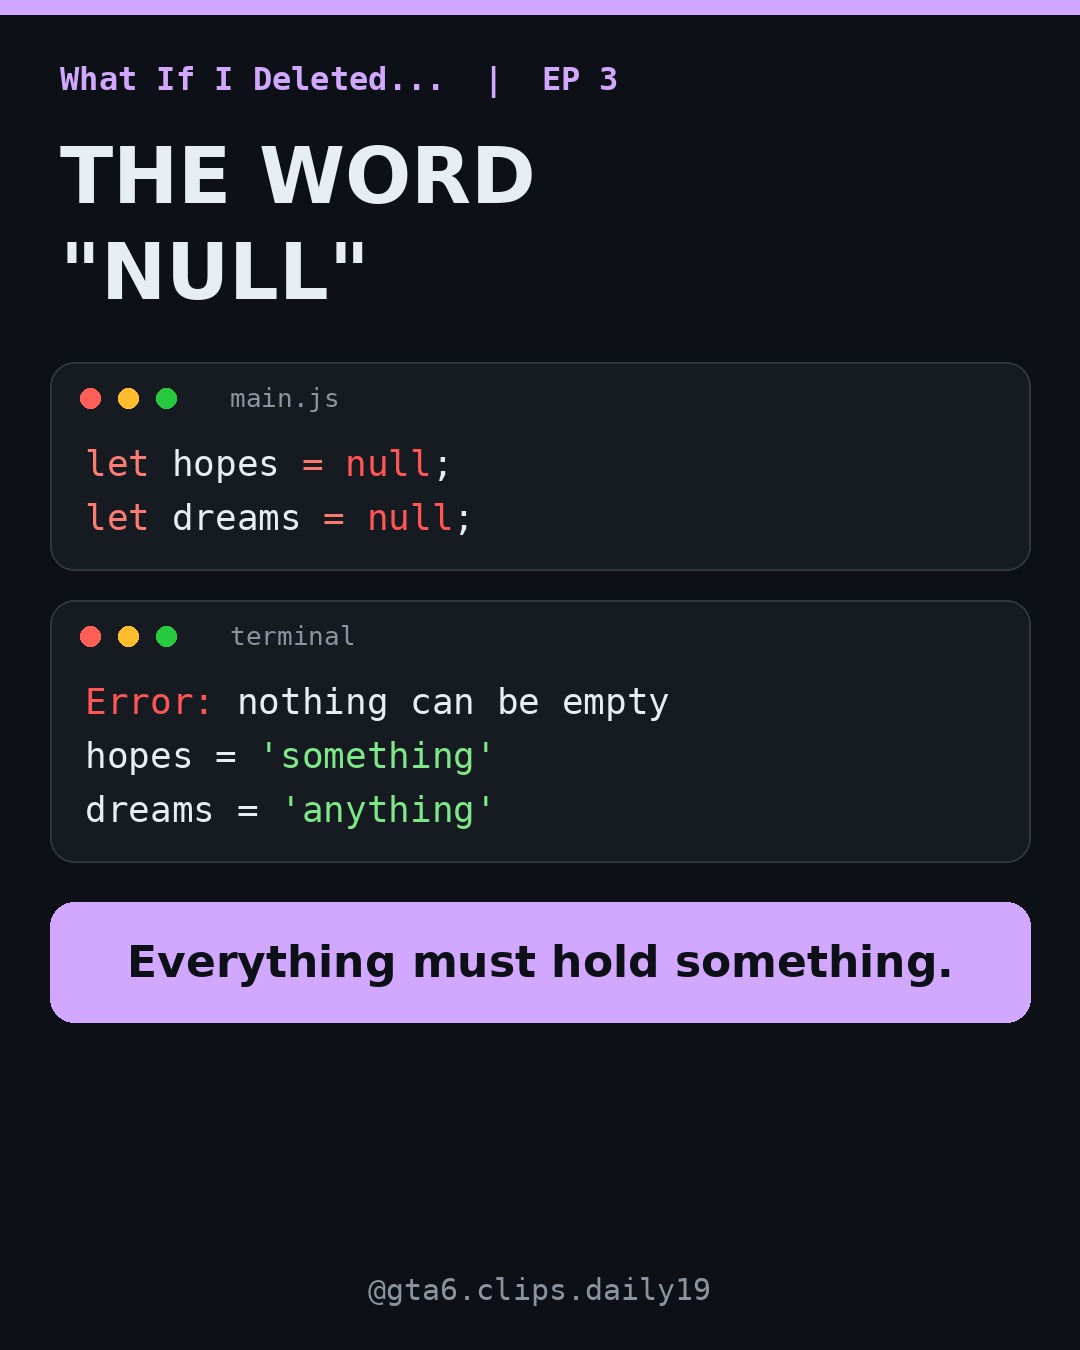 What If I Deleted... | EP 3
THE WORD
"NULL"
main.js
let hopes = null;
let dreams = null;
terminal
Error: nothing can be empty
hopes = 'something'
dreams = 'anything'
Everything must hold something.
@gta6.clips.daily19